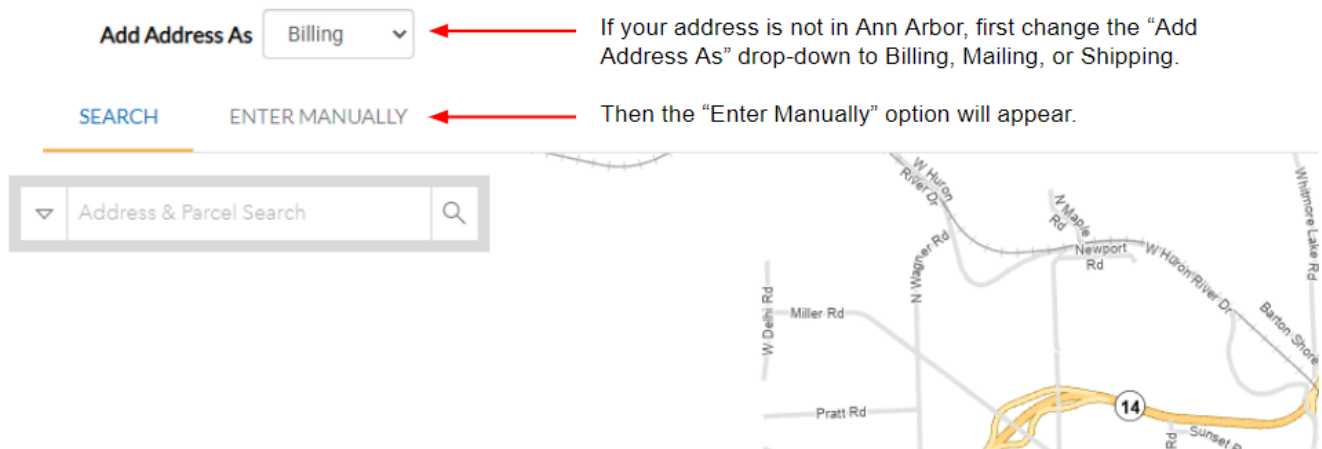 Add Address As Billing
If your address is not in Ann Arbor, first change the “Add
Address As” drop-down to Billing, Mailing, or Shipping.
SEARCH ENTER MANUALLY
Then the “Enter Manually” option will appear.
Address & Parcel Search
W Huron
River Dr
N Maple
Rd
Whitmore Lake Rd
N Wagner Rd
Newport
Rd
W Huron River Dr
W Delhi Rd
Miller Rd
Barton Shore
Pratt Rd
14
Rd
Sunset R